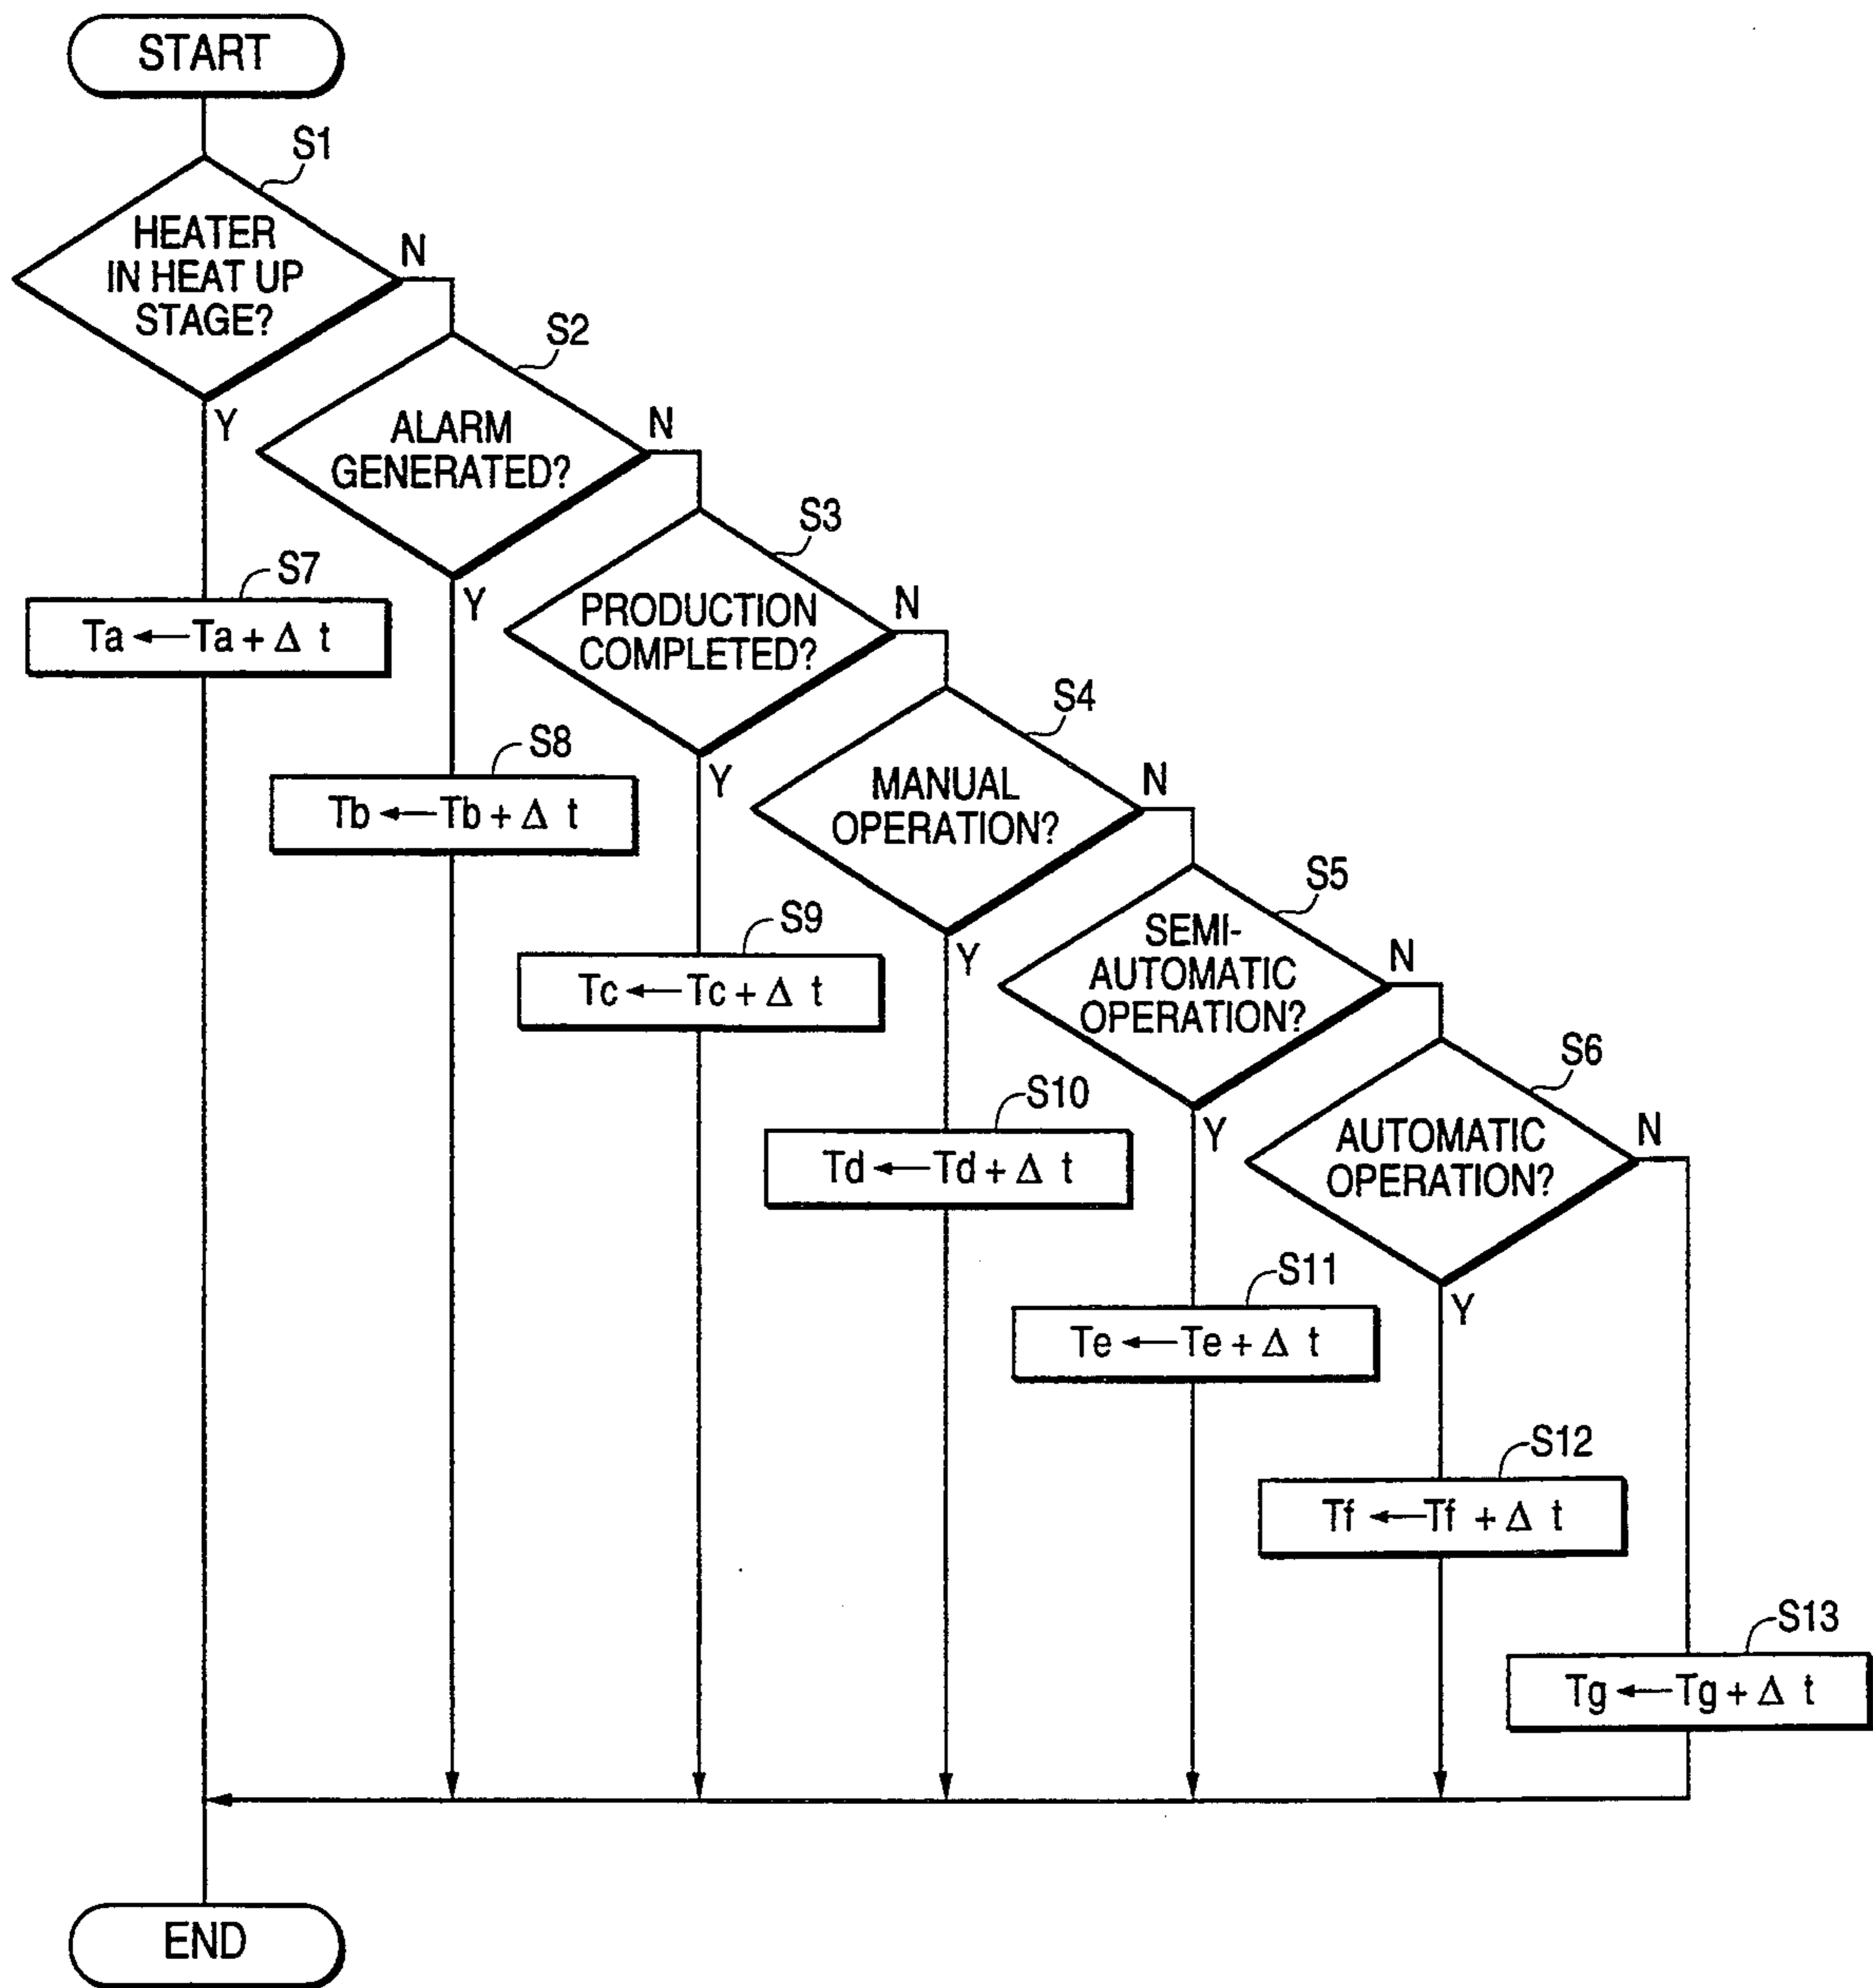 START
S1
HEATER
IN HEAT UP
STAGE?
N
Y
S2
ALARM
GENERATED?
N
Y
S3
PRODUCTION
COMPLETED?
N
Y
S4
MANUAL
OPERATION?
N
Y
S5
SEMI-
AUTOMATIC
OPERATION?
N
Y
S6
AUTOMATIC
OPERATION?
N
Y
S7
Ta ← Ta + Δ t
S8
Tb ← Tb + Δ t
S9
Tc ← Tc + Δ t
S10
Td ← Td + Δ t
S11
Te ← Te + Δ t
S12
Tf ← Tf + Δ t
S13
Tg ← Tg + Δ t
END